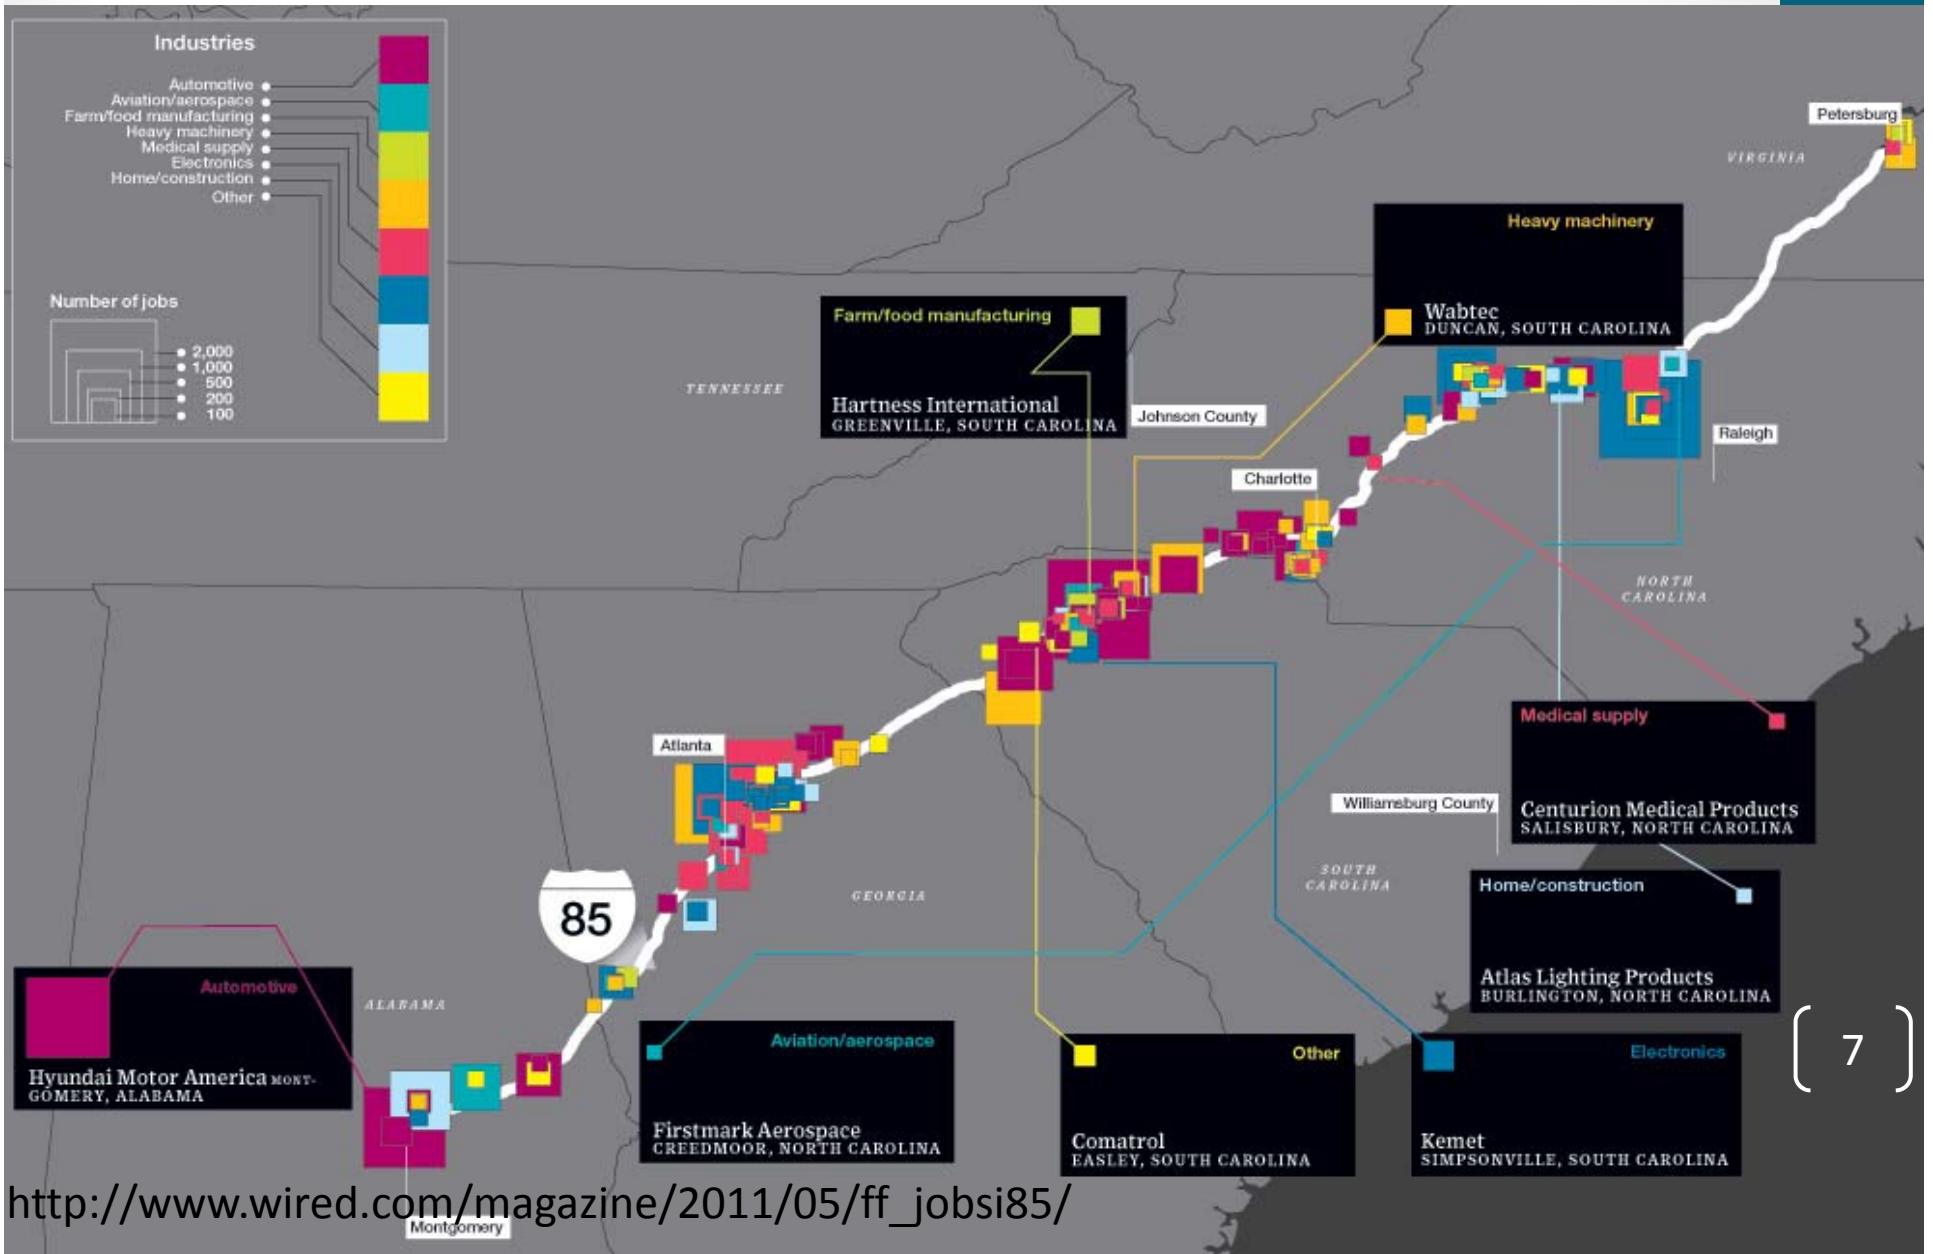 Industries
Automotive
Aviation/aerospace
Farm/food manufacturing
Heavy machinery
Medical supply
Electronics
Home/construction
Other
Number of jobs
2,000
1,000
500
200
100
Petersburg
VIRGINIA
Heavy machinery
Wabtec
DUNCAN, SOUTH CAROLINA
Farm/food manufacturing
Hartness International
GREENVILLE, SOUTH CAROLINA
TENNESSEE
Johnson County
Raleigh
Charlotte
NORTH
CAROLINA
Medical supply
Centurion Medical Products
SALISBURY, NORTH CAROLINA
Atlanta
Williamsburg County
SOUTH
CAROLINA
GEORGIA
85
Home/construction
Atlas Lighting Products
BURLINGTON, NORTH CAROLINA
Automotive
Hyundai Motor America MONT-
GOMERY, ALABAMA
ALABAMA
Aviation/aerospace
Firstmark Aerospace
CREEDMOOR, NORTH CAROLINA
Other
Comatrol
EASLEY, SOUTH CAROLINA
Electronics
Kemet
SIMPSONVILLE, SOUTH CAROLINA
7
http://www.wired.com/magazine/2011/05/ff_jobsi85/
Montgomery